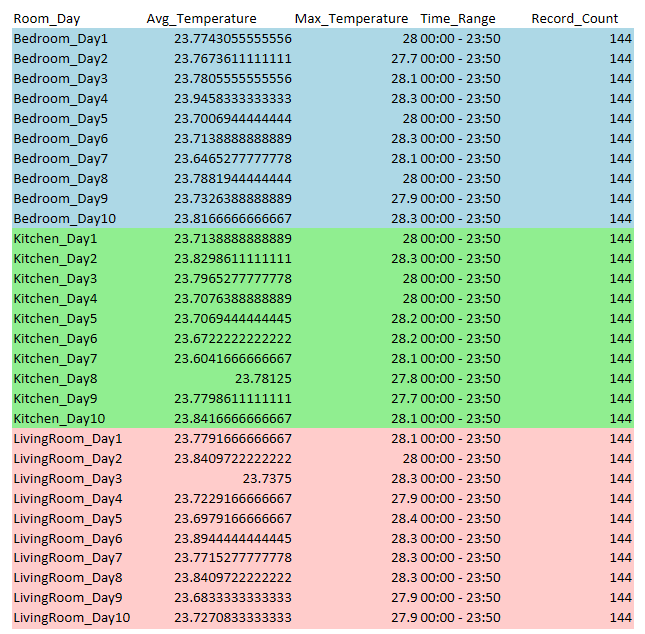 Room_Day Avg_Temperature Max_Temperature Time_Range Record_Count
Bedroom_Day1 23.7743055555556 28 00:00 - 23:50 144
Bedroom_Day2 23.7673611111111 27.7 00:00 - 23:50 144
Bedroom_Day3 23.7805555555556 28.1 00:00 - 23:50 144
Bedroom_Day4 23.9458333333333 28.3 00:00 - 23:50 144
Bedroom_Day5 23.7006944444444 28 00:00 - 23:50 144
Bedroom_Day6 23.7138888888889 28.3 00:00 - 23:50 144
Bedroom_Day7 23.6465277777778 28.1 00:00 - 23:50 144
Bedroom_Day8 23.7881944444444 28 00:00 - 23:50 144
Bedroom_Day9 23.7326388888889 27.9 00:00 - 23:50 144
Bedroom_Day10 23.8166666666667 28.3 00:00 - 23:50 144
Kitchen_Day1 23.7138888888889 28 00:00 - 23:50 144
Kitchen_Day2 23.8298611111111 28.3 00:00 - 23:50 144
Kitchen_Day3 23.7965277777778 28 00:00 - 23:50 144
Kitchen_Day4 23.7076388888889 28 00:00 - 23:50 144
Kitchen_Day5 23.7069444444445 28.2 00:00 - 23:50 144
Kitchen_Day6 23.6722222222222 28.2 00:00 - 23:50 144
Kitchen_Day7 23.6041666666667 28.1 00:00 - 23:50 144
Kitchen_Day8 23.78125 27.8 00:00 - 23:50 144
Kitchen_Day9 23.7798611111111 27.7 00:00 - 23:50 144
Kitchen_Day10 23.8416666666667 28.1 00:00 - 23:50 144
LivingRoom_Day1 23.7791666666667 28.1 00:00 - 23:50 144
LivingRoom_Day2 23.8409722222222 28 00:00 - 23:50 144
LivingRoom_Day3 23.7375 28.3 00:00 - 23:50 144
LivingRoom_Day4 23.7229166666667 27.9 00:00 - 23:50 144
LivingRoom_Day5 23.6979166666667 28.4 00:00 - 23:50 144
LivingRoom_Day6 23.8944444444445 28.3 00:00 - 23:50 144
LivingRoom_Day7 23.7715277777778 28.3 00:00 - 23:50 144
LivingRoom_Day8 23.8409722222222 28.3 00:00 - 23:50 144
LivingRoom_Day9 23.6833333333333 27.9 00:00 - 23:50 144
LivingRoom_Day10 23.7270833333333 27.9 00:00 - 23:50 144